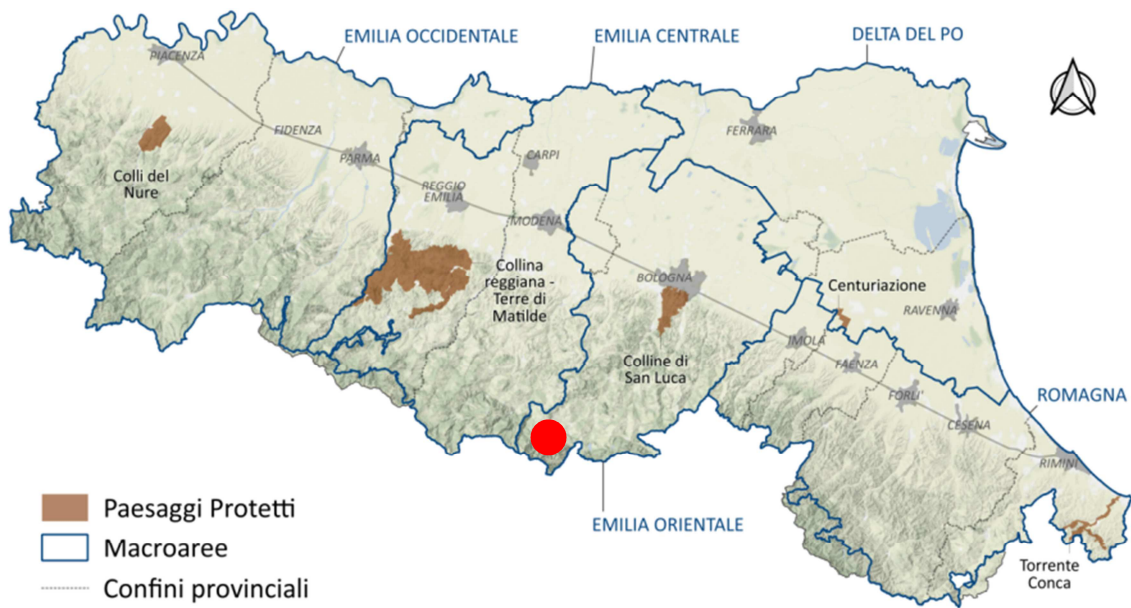 EMILIA OCCIDENTALE
EMILIA CENTRALE
DELTA DEL PO
PIACENZA
FIDENZA
PARMA
REGGIO
EMILIA
CARPI
MODENA
FERRARA
Colli del
Nure
Collina
reggiana -
Terre di
Matilde
BOLOGNA
Colline di
San Luca
Centuriazione
RAVENNA
IMOLA
FAENZA
FORLI'
CESENA
ROMAGNA
RIMINI
EMILIA ORIENTALE
Torrente
Conca
Paesaggi Protetti
Macroaree
Confini provinciali